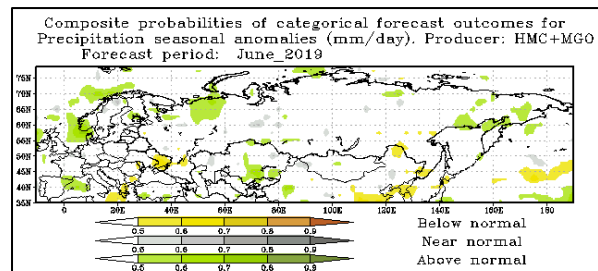 Composite probabilities of categorical forecast outcomes for
Precipitation seasonal anomalies (mm/day). Producer: HMC+MGO
Forecast period: June_2019
75N
70N
65N
60N
55N
50N
45N
40N
35N
0 20E 40E 60E 80E 100E 120E 140E 160E 180
0.5 0.6 0.7 0.8 0.9 Below normal
0.5 0.6 0.7 0.8 0.9 Near normal
0.5 0.6 0.7 0.8 0.9 Above normal